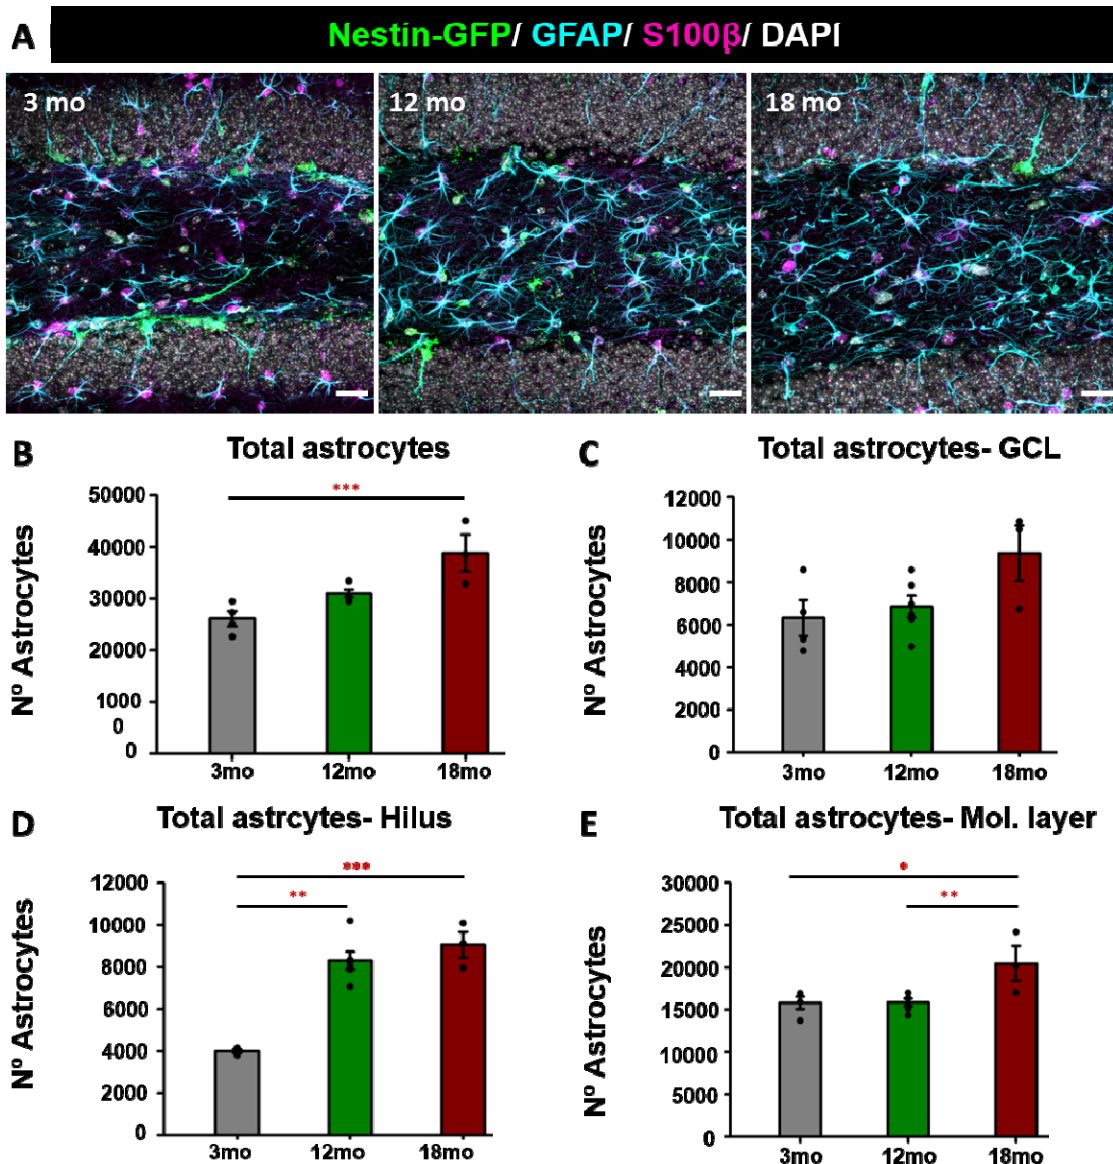 A
Nestin-GFP/ GFAP/ S100β/ DAPI
3 mo
12 mo
18 mo
B
Total astrocytes
Nº Astrocytes
50000
40000
30000
20000
1000
0
0
***
3mo
12mo
18mo
C
Total astrocytes- GCL
Nº Astrocytes
12000
10000
8000
6000
4000
2000
0
3mo
12mo
18mo
D
Total astrcytes- Hilus
Nº Astrocytes
12000
10000
8000
6000
4000
2000
0
***
**
3mo
12mo
18mo
E
Total astrocytes- Mol. layer
Nº Astrocytes
30000
25000
20000
15000
10000
5000
0
*
**
3mo
12mo
18mo